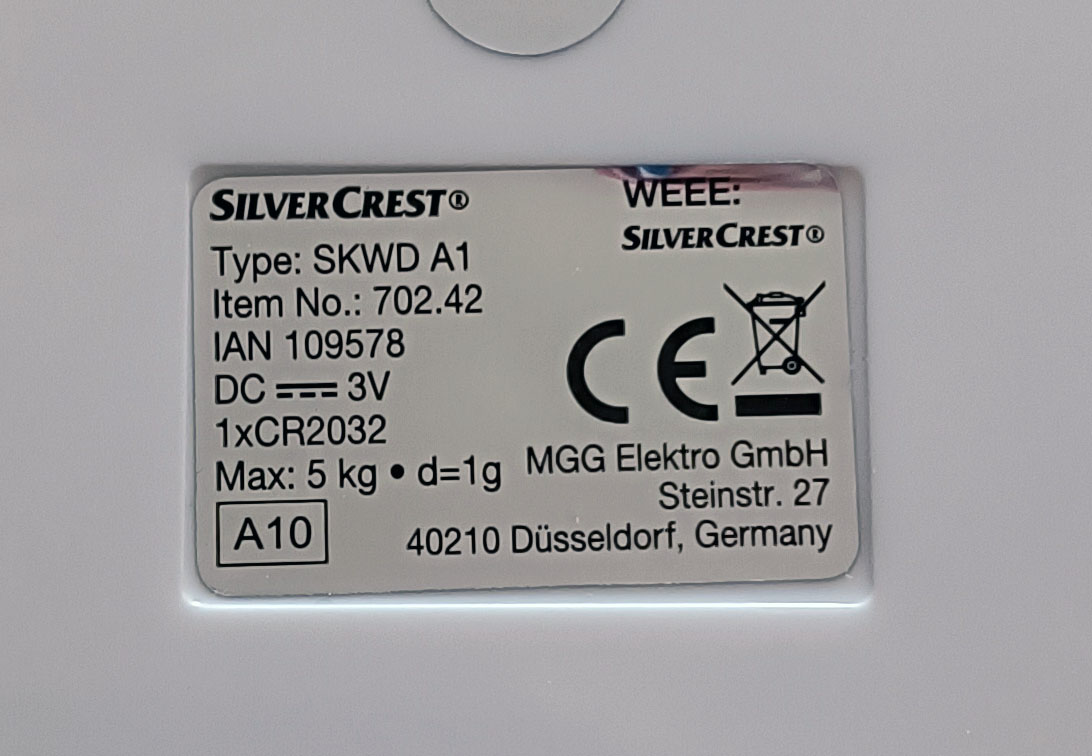 SILVERCREST®
Type: SKWD A1
Item No.: 702.42
IAN 109578
DC ⎓ 3V
1xCR2032
Max: 5 kg • d=1g
A10
WEEE:
SILVERCREST®
CE
MGG Elektro GmbH
Steinstr. 27
40210 Düsseldorf, Germany